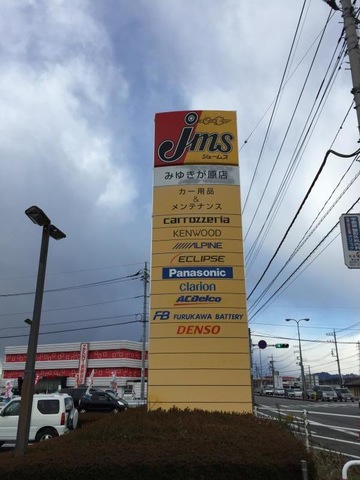 jms
ジェームス
みゆきが原店
カー用品
&
メンテナンス
carrozzeria
KENWOOD
ALPINE
ECLIPSE
Panasonic
Clarion
ACDelco
FB FURUKAWA BATTERY
DENSO